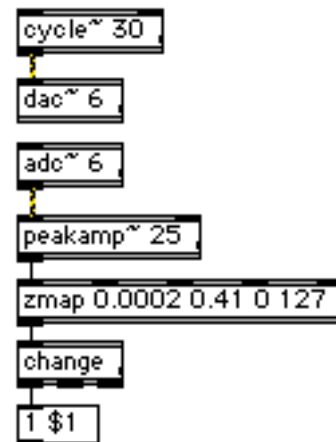 cycle~ 30
dac~ 6
adc~ 6
peakamp~ 25
zmap 0.0002 0.41 0 127
change
1 $1